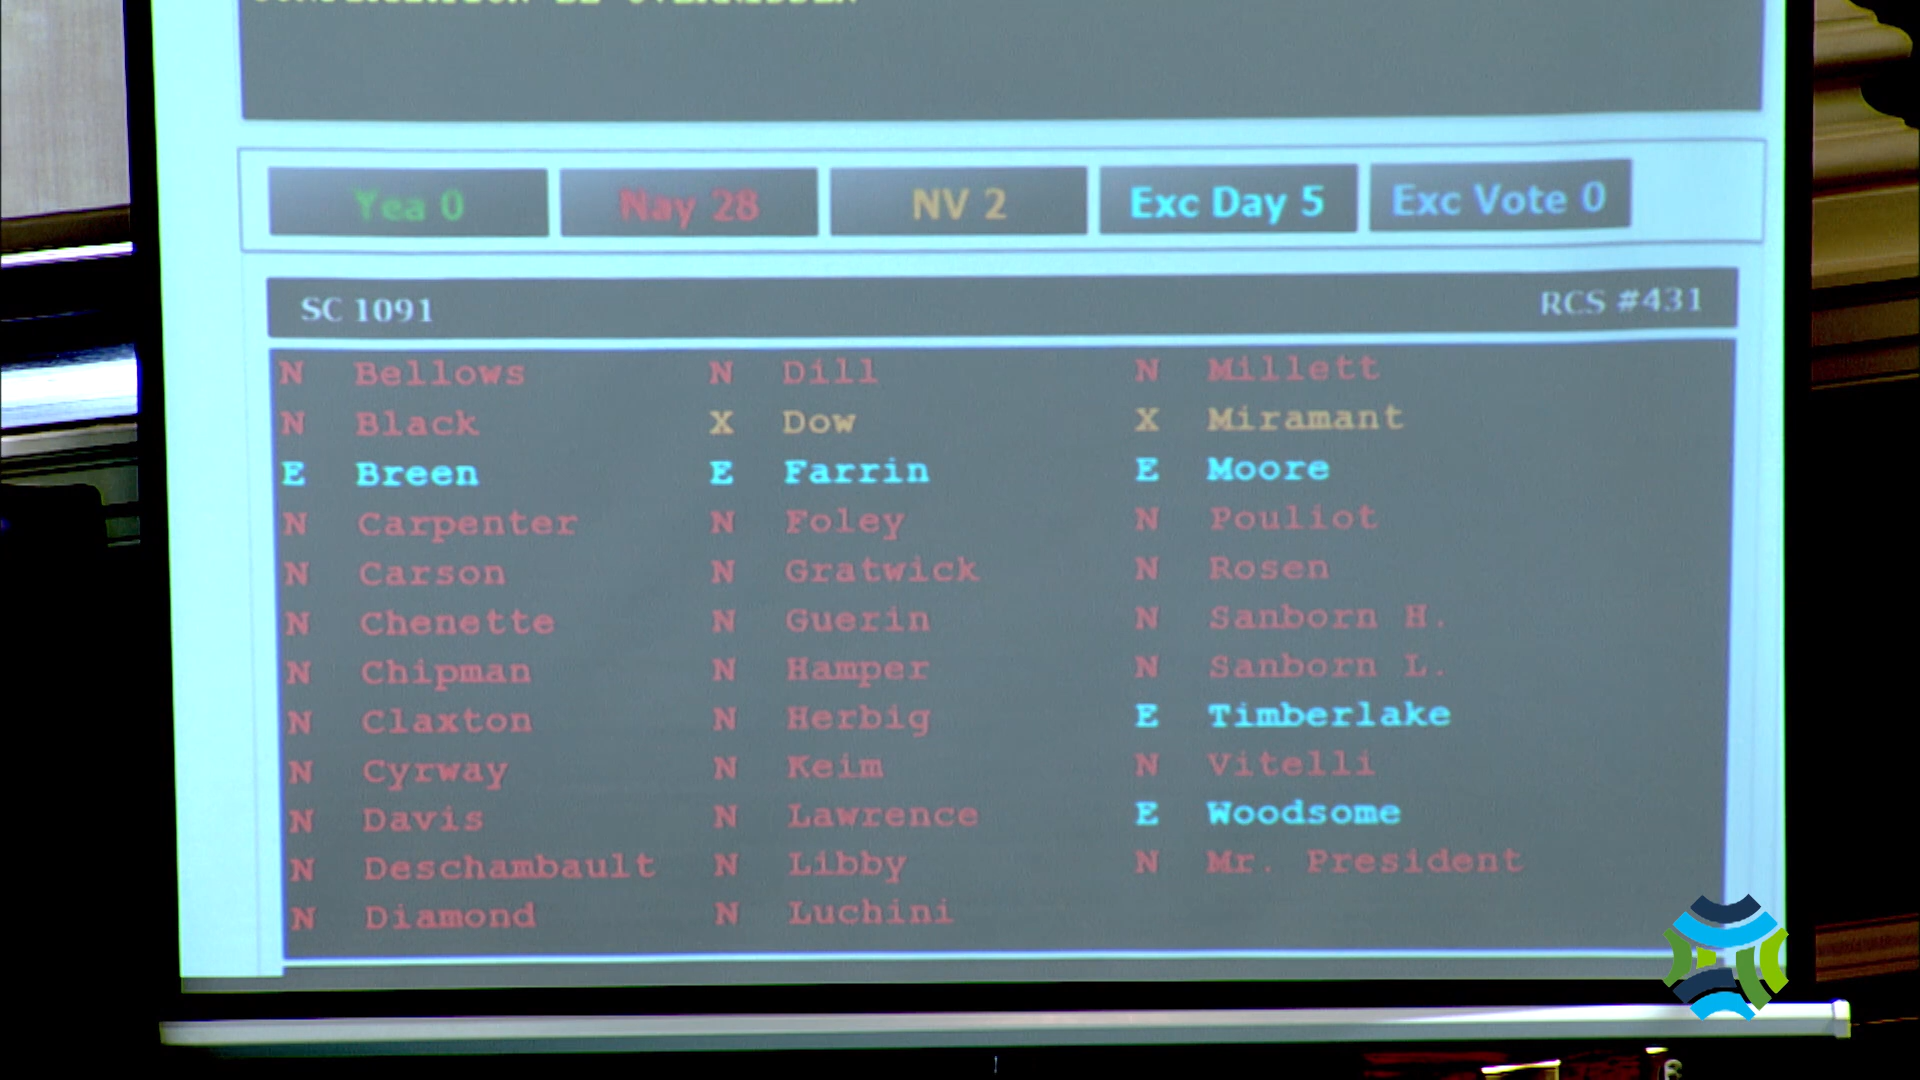 BE OVERRIDDEN
Yea 0 Nay 28 NV 2 Exc Day 5 Exc Vote 0
SC 1091 RCS #431
N Bellows N Dill N Millett
N Black X Dow X Miramant
E Breen E Farrin E Moore
N Carpenter N Foley N Pouliot
N Carson N Gratwick N Rosen
N Chenette N Guerin N Sanborn H.
N Chipman N Hamper N Sanborn L.
N Claxton N Herbig E Timberlake
N Cyrway N Keim N Vitelli
N Davis N Lawrence E Woodsome
N Deschambault N Libby N Mr. President
N Diamond N Luchini